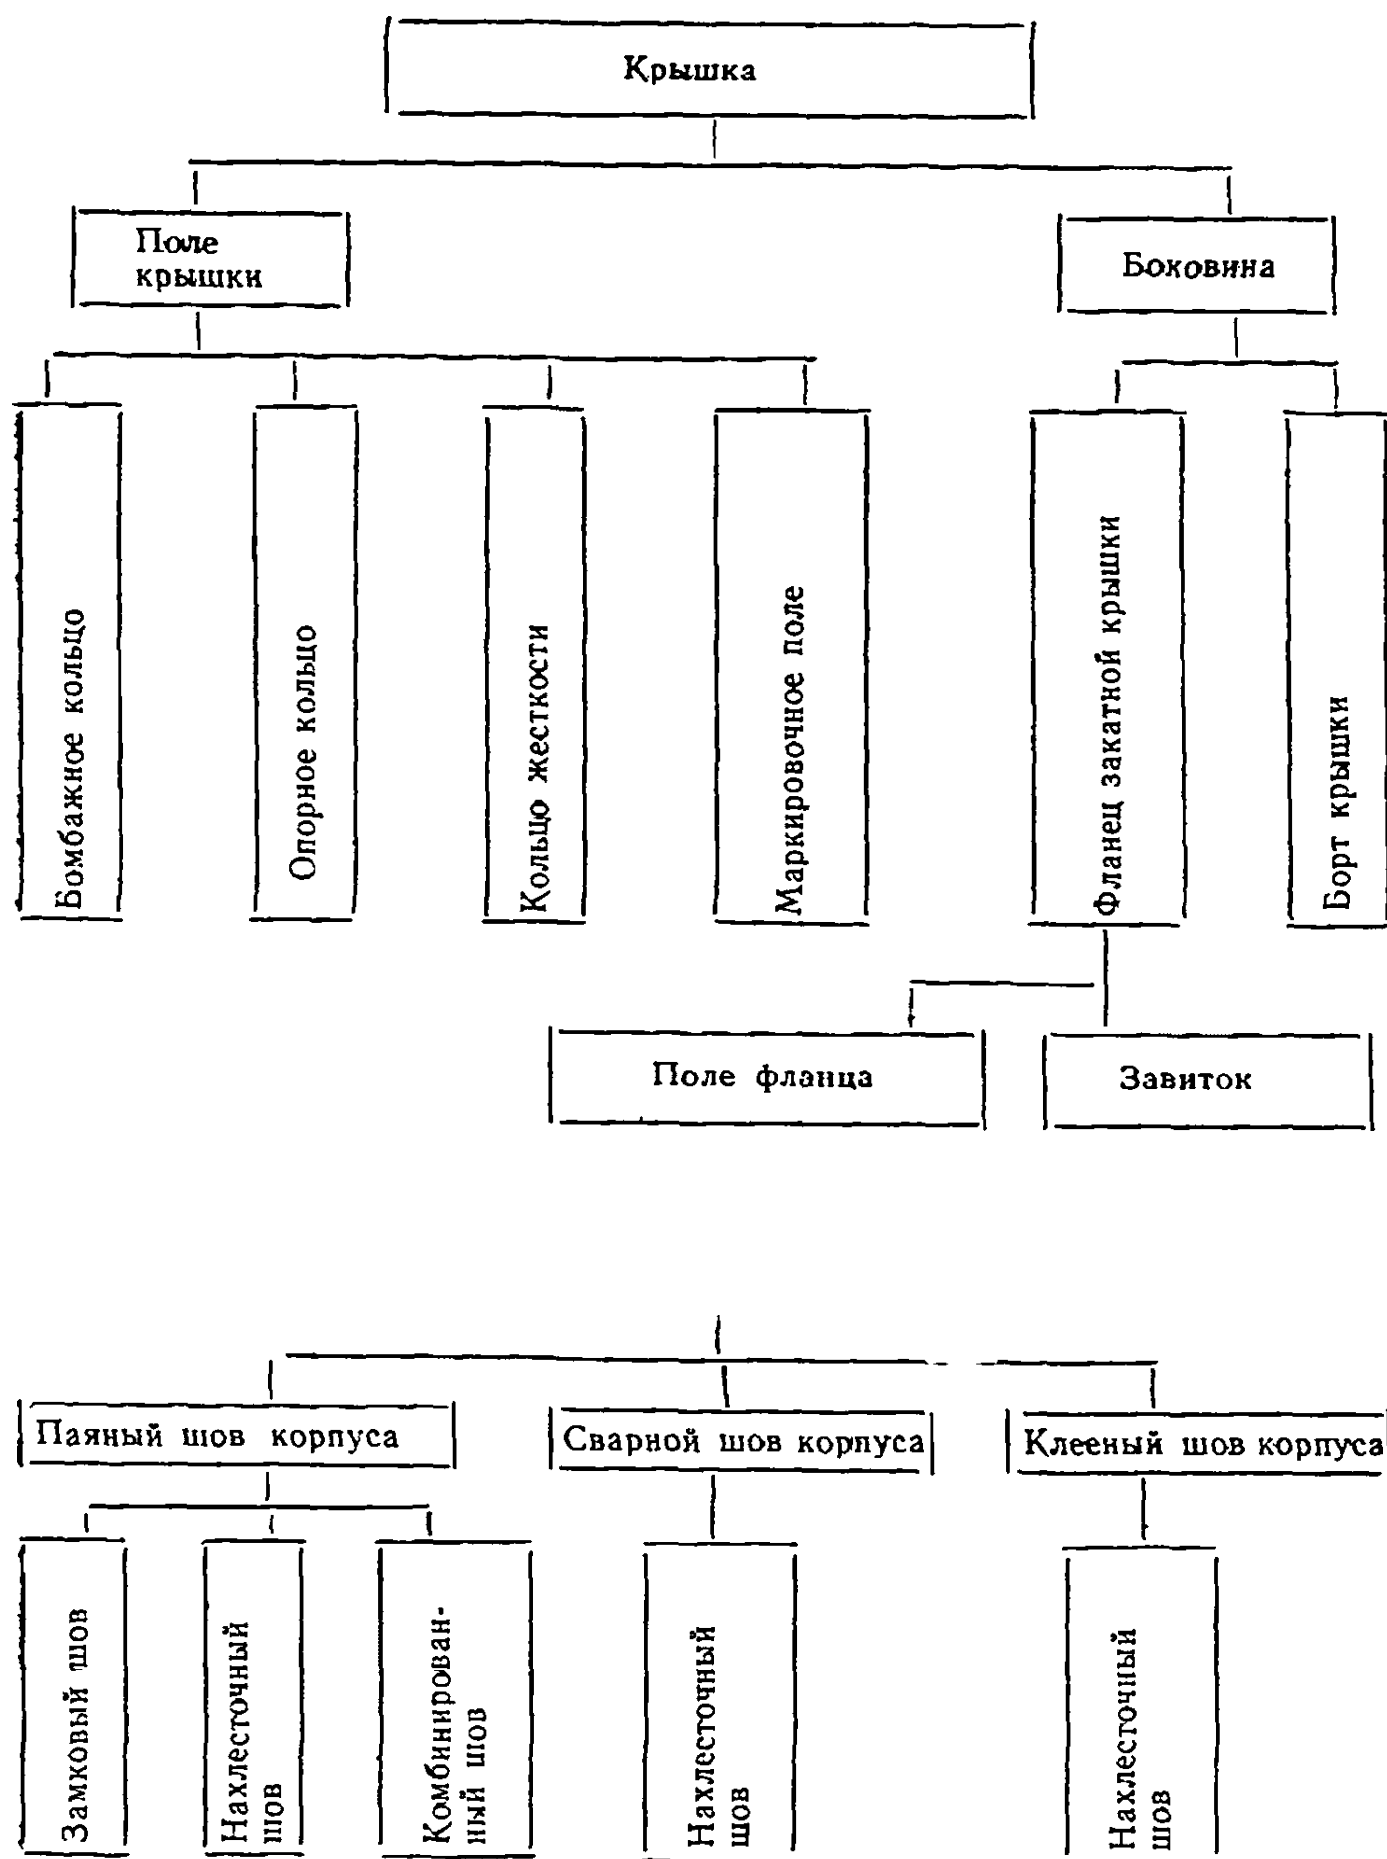 Крышка
Поле
крышки
Боковина
Бомбажное кольцо
Опорное кольцо
Кольцо жесткости
Маркировочное поле
Фланец закатной крышки
Борт крышки
Поле фланца
Завиток
Паяный шов корпуса
Сварной шов корпуса
Клееный шов корпуса
Замковый шов
Нахлесточный
шов
Комбинирован-
ный шов
Нахлесточный
шов
Нахлесточный
шов